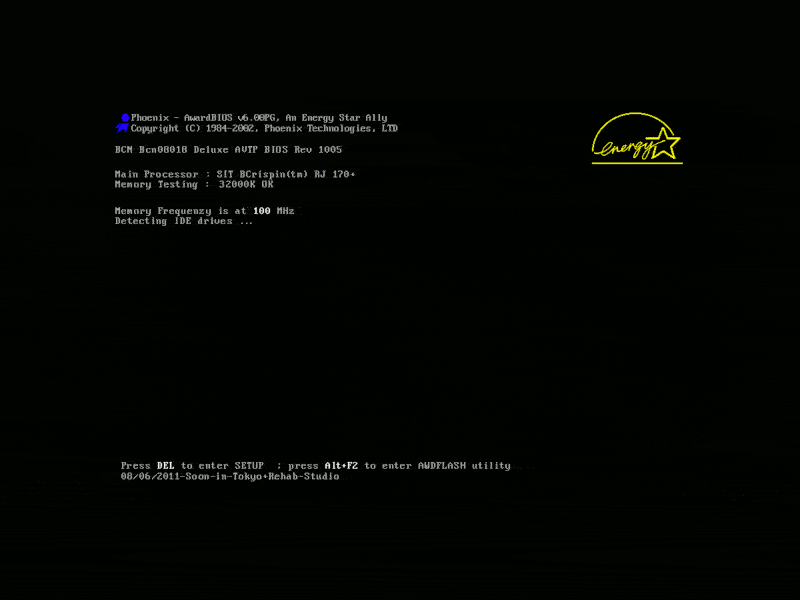 Phoenix - AwardBIOS v6.00PG, An Energy Star Ally
Copyright (C) 1984-2002, Phoenix Technologies, LTD
energy
BCM Bcm08018 Deluxe AVTP BIOS Rev 1005
Main Processor : SIT BCrispin(tm) RJ 170+
Memory Testing : 32000K OK
Memory Frequenzy is at 100 MHz
Detecting IDE drives ...
Press DEL to enter SETUP ; press Alt+F2 to enter AWDFLASH utility
08/06/2011-Soon-in-Tokyo+Rehab-Studio